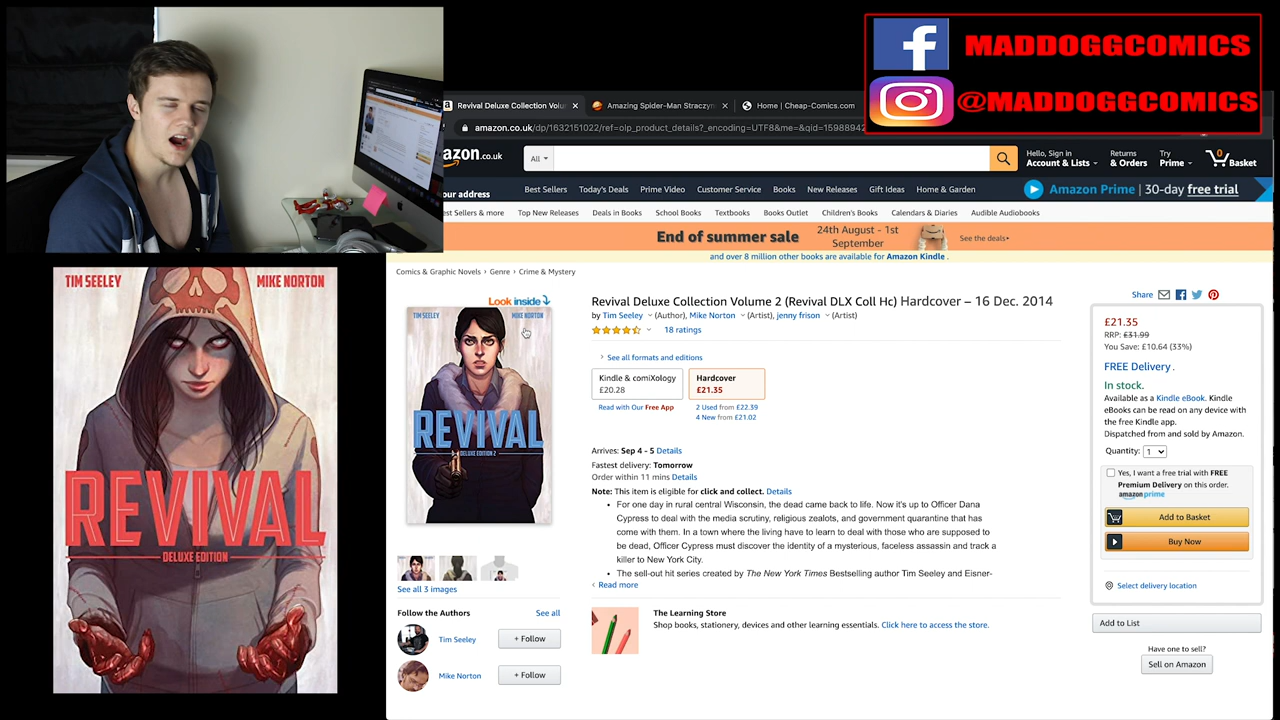 MADDOGGCOMICS
@MADDOGGCOMICS
Revival Deluxe Collection Volu
Amazing Spider-Man Straczyn
Home | Cheap-Comics.com
amazon.co.uk/dp/1632151022/ref=olp_product_details?_encoding=UTF8&me=&qid=15988942
azon.co.uk
All
Hello, Sign in
Account & Lists
Returns
& Orders
Try
Prime
0
Basket
our address
Best Sellers Today's Deals Prime Video Customer Service Books New Releases Gift Ideas Home & Garden
Amazon Prime | 30-day free trial
est Sellers & more Top New Releases Deals in Books School Books Textbooks Books Outlet Children's Books Calendars & Diaries Audible Audiobooks
End of summer sale
24th August - 1st
September
See the deals
and over 8 million other books are available for Amazon Kindle .
Comics & Graphic Novels › Genre › Crime & Mystery
TIM SEELEY MIKE NORTON
REVIVAL
DELUXE EDITION
Look inside
TIM SEELEY MIKE NORTON
REVIVAL
DELUXE EDITION 2
See all 3 images
Follow the Authors
See all
Tim Seeley
+ Follow
Mike Norton
+ Follow
Revival Deluxe Collection Volume 2 (Revival DLX Coll Hc) Hardcover – 16 Dec. 2014
by Tim Seeley (Author), Mike Norton (Artist), jenny frison (Artist)
18 ratings
› See all formats and editions
Kindle & comiXology
£20.28
Hardcover
£21.35
Read with Our Free App
2 Used from £22.39
4 New from £21.02
Arrives: Sep 4 - 5 Details
Fastest delivery: Tomorrow
Order within 11 mins Details
Note: This item is eligible for click and collect. Details
• For one day in rural central Wisconsin, the dead came back to life. Now it's up to Officer Dana
Cypress to deal with the media scrutiny, religious zealots, and government quarantine that has
come with them. In a town where the living have to learn to deal with those who are supposed to
be dead, Officer Cypress must discover the identity of a mysterious, faceless assassin and track a
killer to New York City.
• The sell-out hit series created by The New York Times Bestselling author Tim Seeley and Eisner-
‹ Read more
The Learning Store
Shop books, stationery, devices and other learning essentials. Click here to access the store.
Share
£21.35
RRP: £31.99
You Save: £10.64 (33%)
FREE Delivery .
In stock.
Available as a Kindle eBook. Kindle
eBooks can be read on any device with
the free Kindle app.
Dispatched from and sold by Amazon.
Quantity: 1
Yes, I want a free trial with FREE
Premium Delivery on this order.
amazon prime
Add to Basket
Buy Now
Select delivery location
Add to List
Have one to sell?
Sell on Amazon